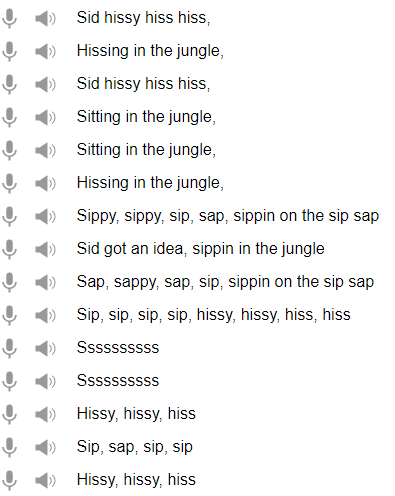 Sid hissy hiss hiss,
Hissing in the jungle,
Sid hissy hiss hiss,
Sitting in the jungle,
Sitting in the jungle,
Hissing in the jungle,
Sippy, sippy, sip, sap, sippin on the sip sap
Sid got an idea, sippin in the jungle
Sap, sappy, sap, sip, sippin on the sip sap
Sip, sip, sip, sip, hissy, hissy, hiss, hiss
Ssssssssss
Ssssssssss
Hissy, hissy, hiss
Sip, sap, sip, sip
Hissy, hissy, hiss